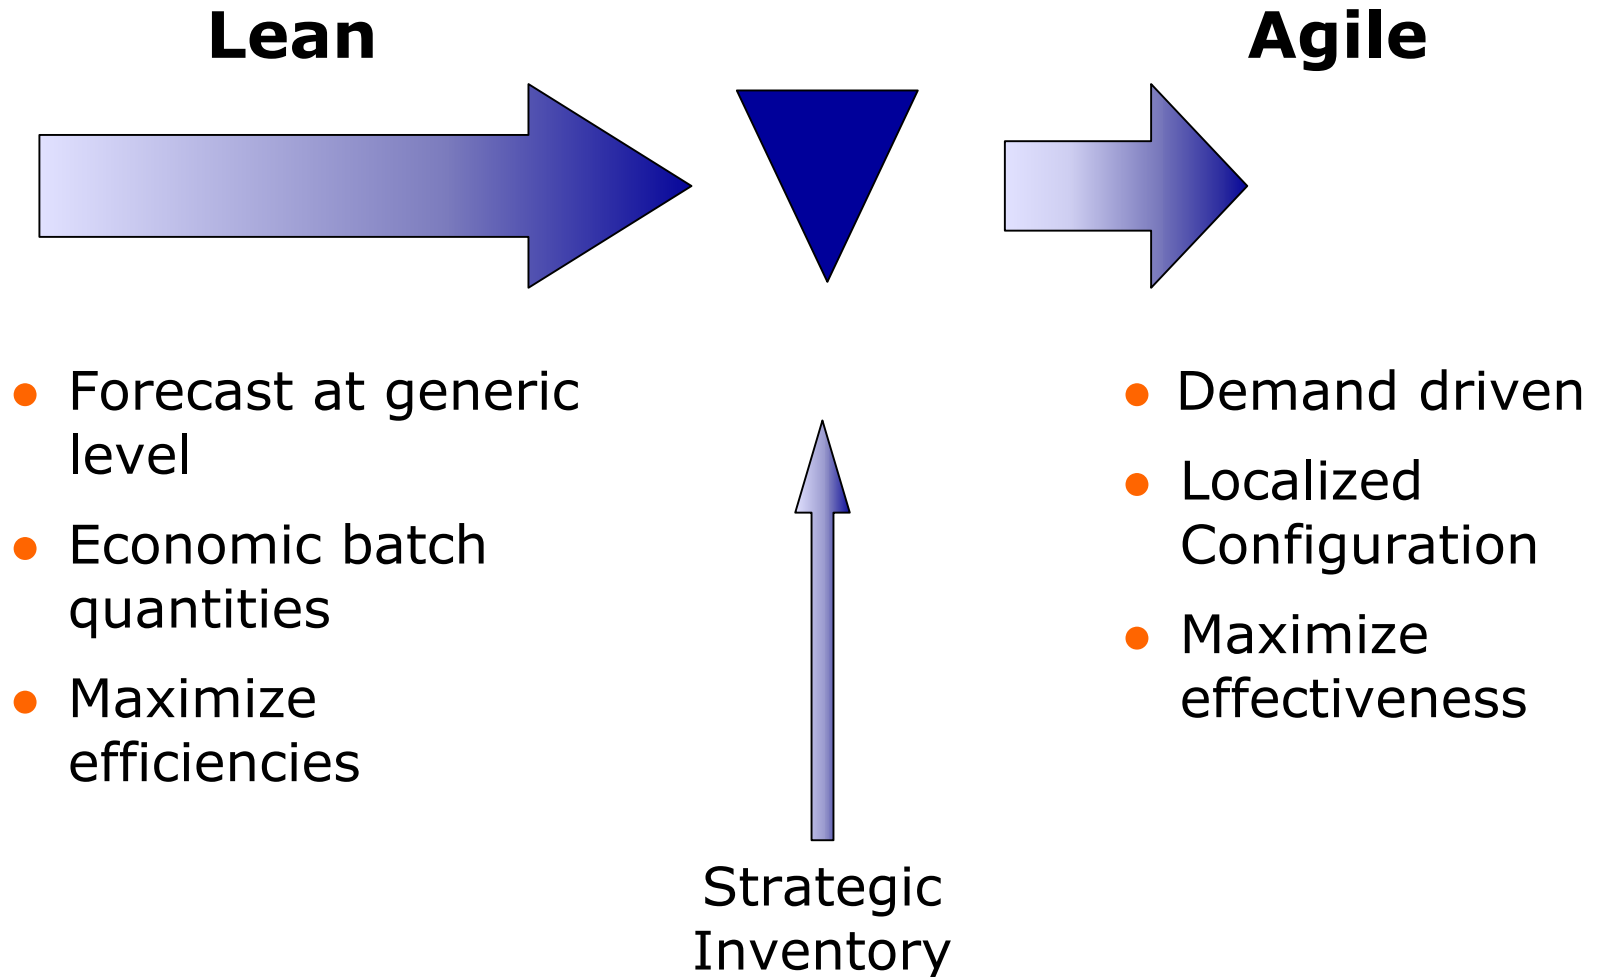 Lean
Agile
● Forecast at generic
level
● Economic batch
quantities
● Maximize
efficiencies
● Demand driven
● Localized
Configuration
● Maximize
effectiveness
Strategic
Inventory